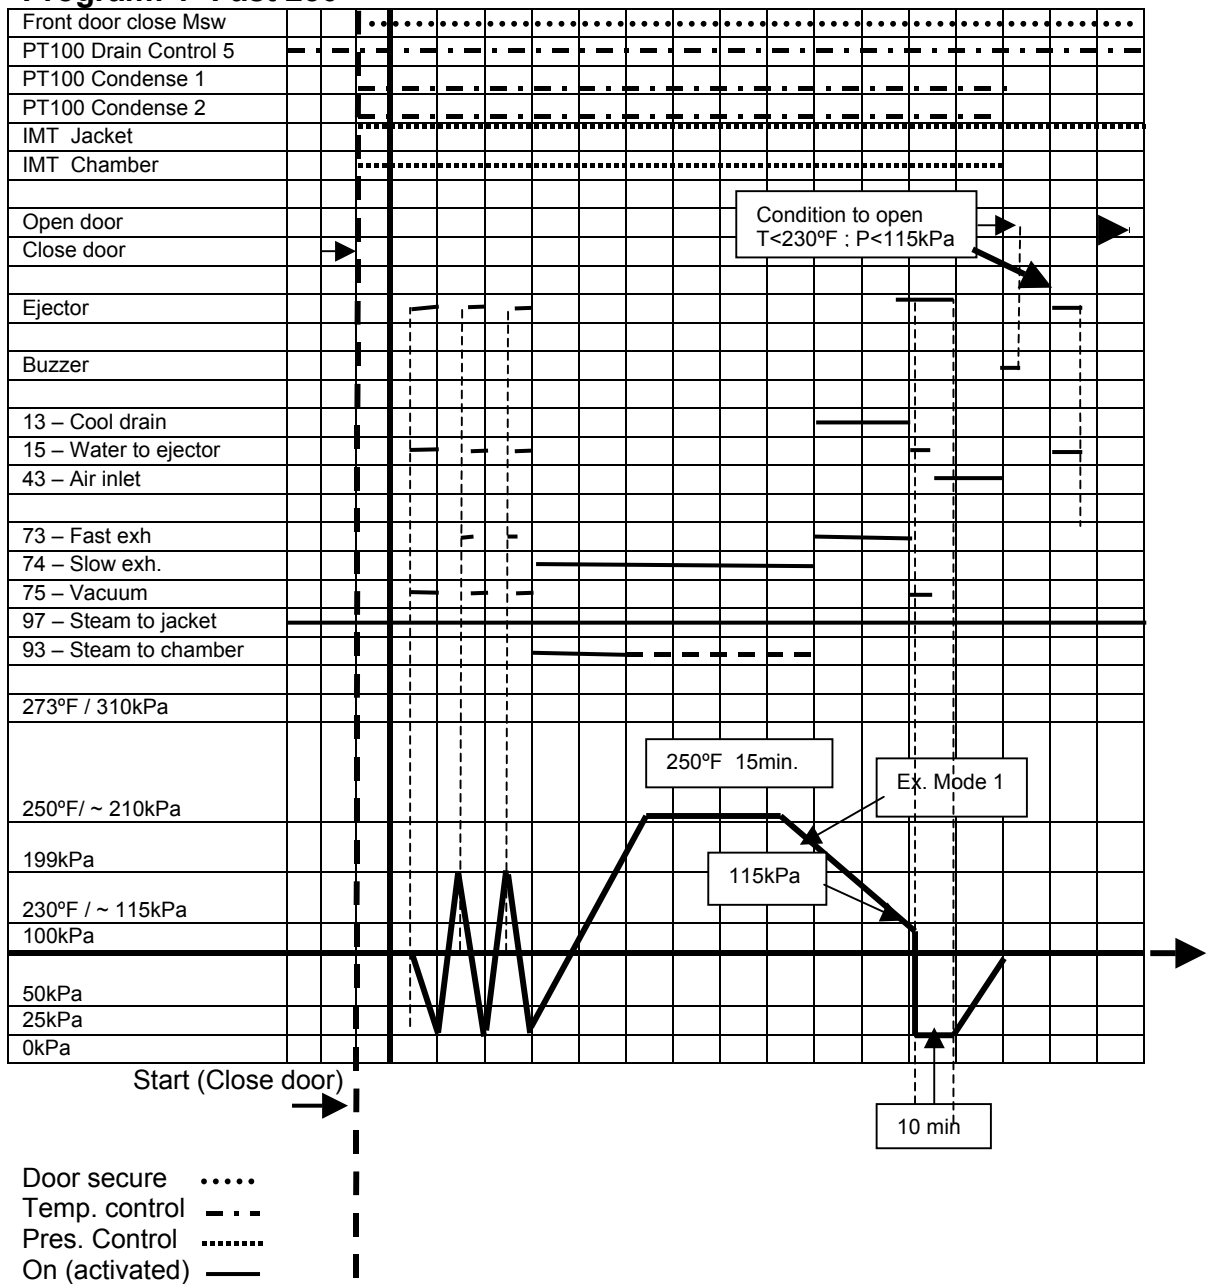 Front door close Msw
PT100 Drain Control 5
PT100 Condense 1
PT100 Condense 2
IMT Jacket
IMT Chamber
Open door
Condition to open
T<230ºF ; P<115kPa
Close door
Ejector
Buzzer
13 – Cool drain
15 – Water to ejector
43 – Air inlet
73 – Fast exh
74 – Slow exh.
75 – Vacuum
97 – Steam to jacket
93 – Steam to chamber
273ºF / 310kPa
250ºF 15min.
Ex. Mode 1
250ºF/ ~ 210kPa
199kPa
115kPa
230ºF / ~ 115kPa
100kPa
50kPa
25kPa
0kPa
Start (Close door)
10 min
Door secure
Temp. control
Pres. Control
On (activated)